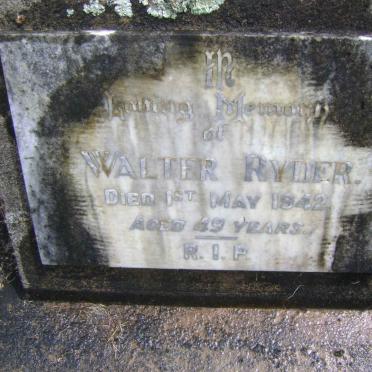 In
Loving Memory
of
WALTER RYDER.
DIED 1ST MAY 1942
AGED 49 YEARS.
R.I.P.